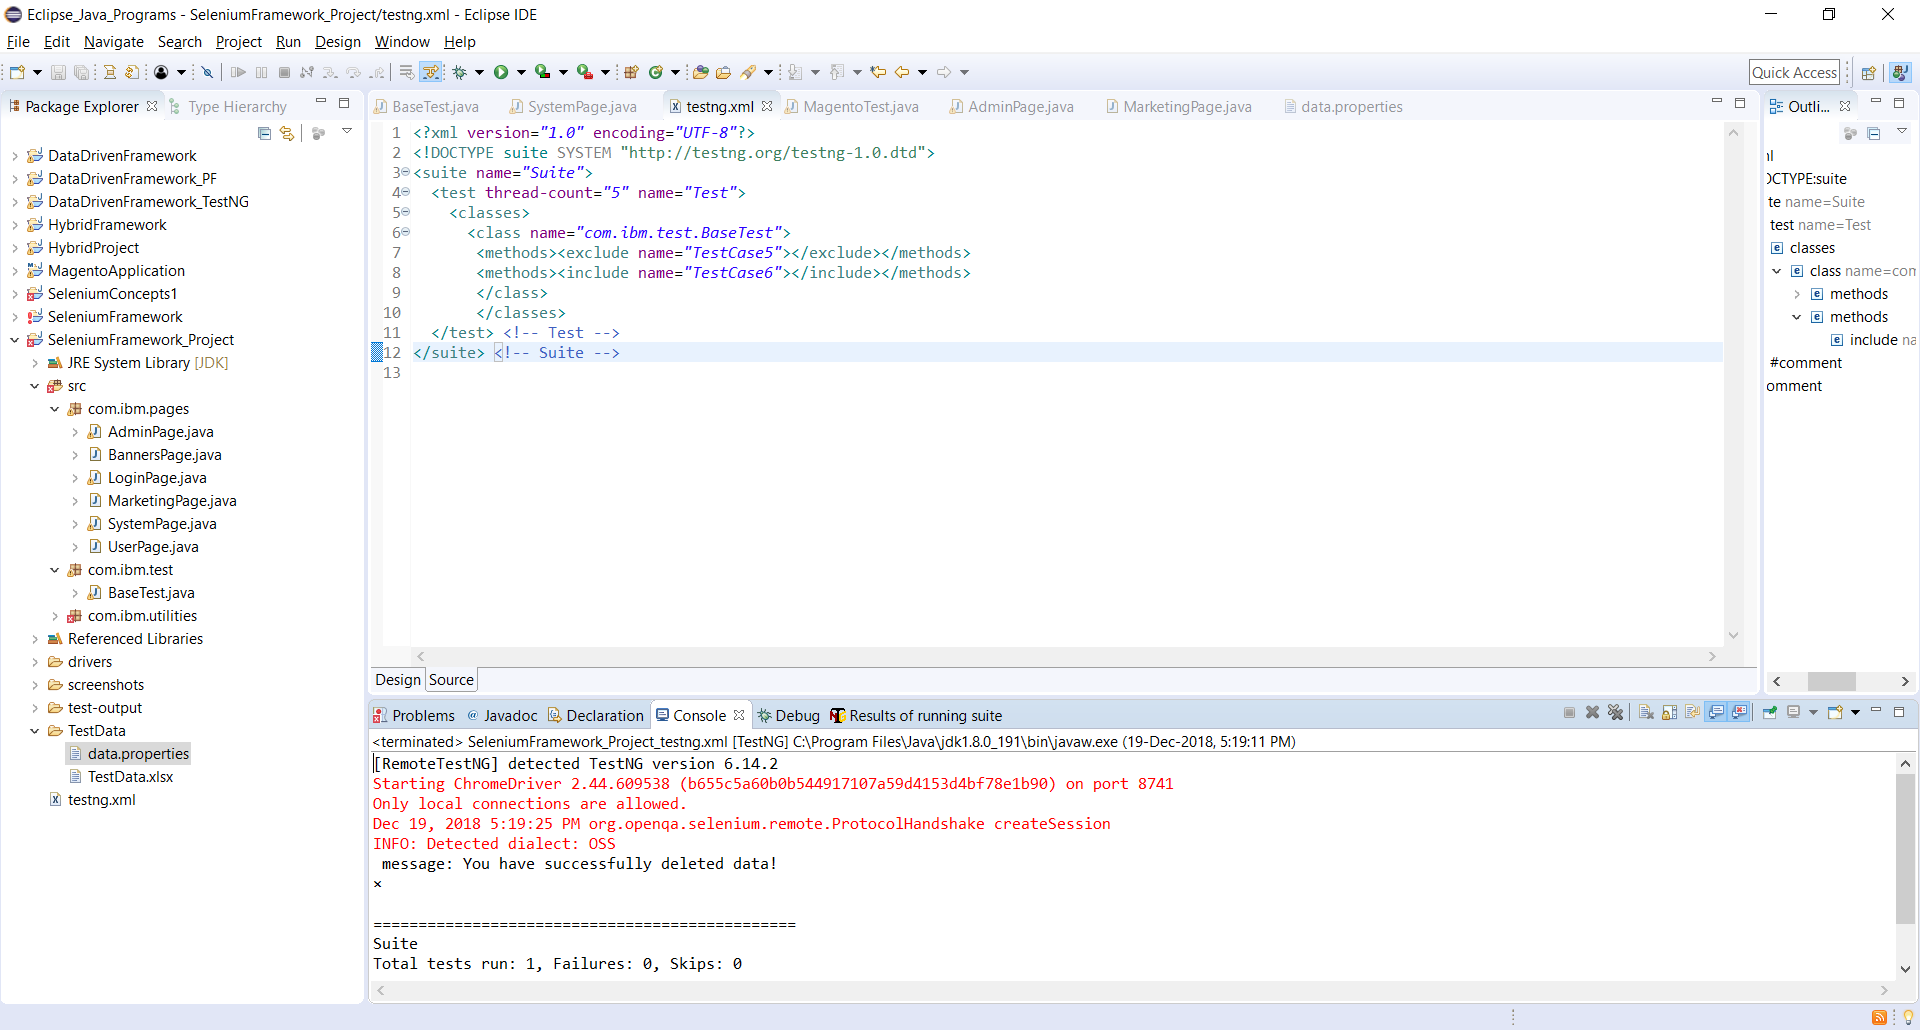 Eclipse_Java_Programs - SeleniumFramework_Project/testng.xml - Eclipse IDE
File Edit Navigate Search Project Run Design Window Help
Quick Access
Package Explorer Type Hierarchy
DataDrivenFramework
DataDrivenFramework_PF
DataDrivenFramework_TestNG
HybridFramework
HybridProject
MagentoApplication
SeleniumConcepts1
SeleniumFramework
SeleniumFramework_Project
JRE System Library [JDK]
src
com.ibm.pages
AdminPage.java
BannersPage.java
LoginPage.java
MarketingPage.java
SystemPage.java
UserPage.java
com.ibm.test
BaseTest.java
com.ibm.utilities
Referenced Libraries
drivers
screenshots
test-output
TestData
data.properties
TestData.xlsx
testng.xml
BaseTest.java SystemPage.java testng.xml MagentoTest.java AdminPage.java MarketingPage.java data.properties
1 <?xml version="1.0" encoding="UTF-8"?>
2 <!DOCTYPE suite SYSTEM "http://testng.org/testng-1.0.dtd">
3 <suite name="Suite">
4 <test thread-count="5" name="Test">
5 <classes>
6 <class name="com.ibm.test.BaseTest">
7 <methods><exclude name="TestCase5"></exclude></methods>
8 <methods><include name="TestCase6"></include></methods>
9 </class>
10 </classes>
11 </test> <!-- Test -->
12 </suite> <!-- Suite -->
13
Design Source
Outli...
ml
OCTYPE:suite
te name=Suite
test name=Test
classes
class name=com
methods
methods
include na
#comment
omment
Problems Javadoc Declaration Console Debug Results of running suite
<terminated> SeleniumFramework_Project_testng.xml [TestNG] C:\Program Files\Java\jdk1.8.0_191\bin\javaw.exe (19-Dec-2018, 5:19:11 PM)
[RemoteTestNG] detected TestNG version 6.14.2
Starting ChromeDriver 2.44.609538 (b655c5a60b0b544917107a59d4153d4bf78e1b90) on port 8741
Only local connections are allowed.
Dec 19, 2018 5:19:25 PM org.openqa.selenium.remote.ProtocolHandshake createSession
INFO: Detected dialect: OSS
message: You have successfully deleted data!
×
===============================================
Suite
Total tests run: 1, Failures: 0, Skips: 0